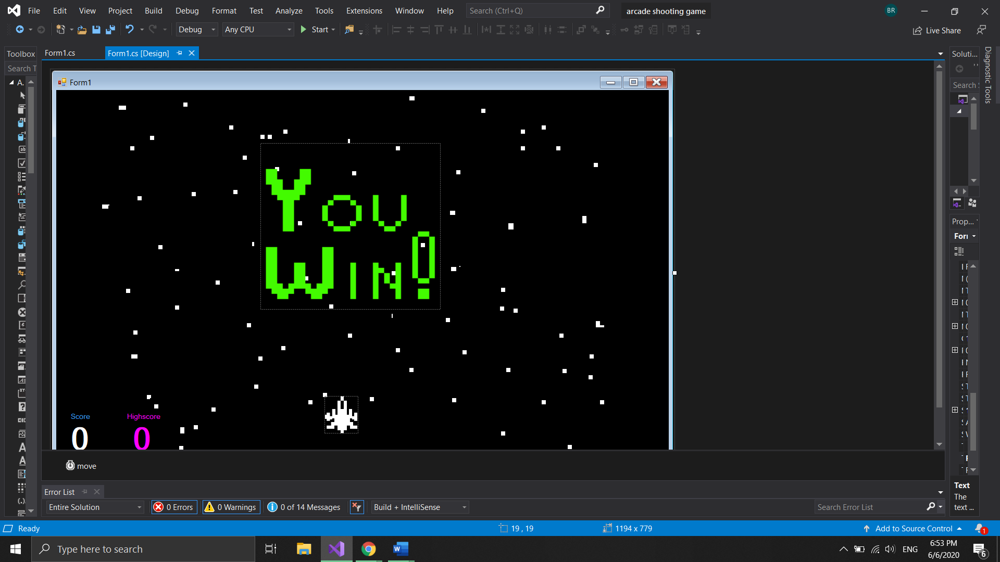 File Edit View Project Build Debug Format Test Analyze Tools Extensions Window Help Search (Ctrl+Q) arcade shooting game BR
Debug Any CPU Start Live Share
Toolbox Form1.cs Form1.cs [Design] Soluti... Diagnostic Tools
Search T
A.
Form1
Search S
You
Win!
Prop...
Score Highscore
0 0
move
Error List
Text
The
text ...
Entire Solution 0 Errors 0 Warnings 0 of 14 Messages Build + IntelliSense Search Error List
Ready 19 , 19 1194 x 779 Add to Source Control 1
Type here to search ENG 6:53 PM
6/6/2020 6